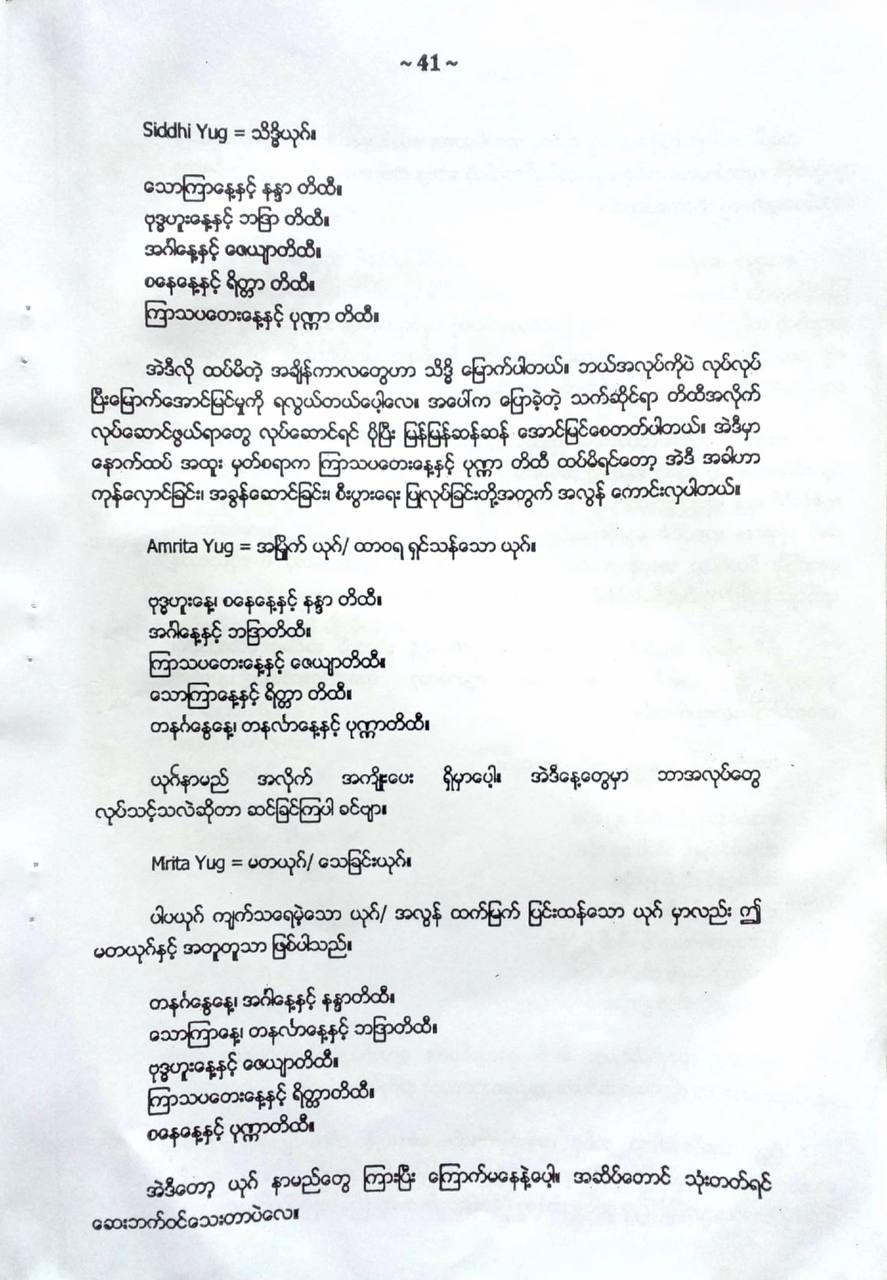 ~ 41 ~
Siddhi Yug = သိဒ္ဓိယုဂ်။
သောကြာနေ့နှင့် နန္ဒာ တိထီ။
ဗုဒ္ဓဟူးနေ့နှင့် ဘဒြာ တိထီ။
အင်္ဂါနေ့နှင့် ဇေယျာတိထီ။
စနေနေ့နှင့် ရိတ္တာ တိထီ။
ကြာသပတေးနေ့နှင့် ပုဏ္ဏာ တိထီ။
အဲဒီလို ထပ်မိတဲ့ အချိန်ကာလတွေဟာ သိဒ္ဓိ မြောက်ပါတယ်။ ဘယ်အလုပ်ကိုပဲ လုပ်လုပ်
ပြီးမြောက်အောင်မြင်မှုကို ရလွယ်တယ်ပေါ့လေ။ အပေါ်က ပြောခဲ့တဲ့ သက်ဆိုင်ရာ တိထီအလိုက်
လုပ်ဆောင်ဖွယ်ရာတွေ လုပ်ဆောင်ရင် ပိုပြီး မြန်မြန်ဆန်ဆန် အောင်မြင်စေတတ်ပါတယ်။ အဲဒီမှာ
နောက်ထပ် အထူး မှတ်စရာက ကြာသပတေးနေ့နှင့် ပုဏ္ဏာ တိထီ ထပ်မိရင်တော့ အဲဒီ အခါဟာ
ကုန်လှောင်ခြင်း၊ အခွန်ဆောင်ခြင်း၊ စီးပွားရေး ပြုလုပ်ခြင်းတို့အတွက် အလွန် ကောင်းလှပါတယ်။
Amrita Yug = အမြိုက် ယုဂ်/ ထာဝရ ရှင်သန်သော ယုဂ်။
ဗုဒ္ဓဟူးနေ့၊ စနေနေ့နှင့် နန္ဒာ တိထီ။
အင်္ဂါနေ့နှင့် ဘဒြာတိထီ။
ကြာသပတေးနေ့နှင့် ဇေယျာတိထီ။
သောကြာနေ့နှင့် ရိတ္တာ တိထီ။
တနင်္ဂနွေနေ့၊ တနင်္လာနေ့နှင့် ပုဏ္ဏာတိထီ။
ယုဂ်နာမည် အလိုက် အကျိုးပေး ရှိမှာပေါ့။ အဲဒီနေ့တွေမှာ ဘာအလုပ်တွေ
လုပ်သင့်သလဲဆိုတာ ဆင်ခြင်ကြပါ ခင်ဗျာ။
Mrita Yug = မတယုဂ်/ သေခြင်းယုဂ်။
ပါပယုဂ် ကျက်သရေမဲ့သော ယုဂ်/ အလွန် ထက်မြက် ပြင်းထန်သော ယုဂ် မှာလည်း ဤ
မတယုဂ်နှင့် အတူတူသာ ဖြစ်ပါသည်။
တနင်္ဂနွေနေ့၊ အင်္ဂါနေ့နှင့် နန္ဒာတိထီ။
သောကြာနေ့၊ တနင်္လာနေ့နှင့် ဘဒြာတိထီ။
ဗုဒ္ဓဟူးနေ့နှင့် ဇေယျာတိထီ။
ကြာသပတေးနေ့နှင့် ရိတ္တာတိထီ။
စနေနေ့နှင့် ပုဏ္ဏာတိထီ။
အဲဒီတော့ ယုဂ် နာမည်တွေ ကြားပြီး ကြောက်မနေနဲ့ပေါ့။ အဆိပ်တောင် သုံးတတ်ရင်
ဆေးဘက်ဝင်သေးတာပဲလေ။